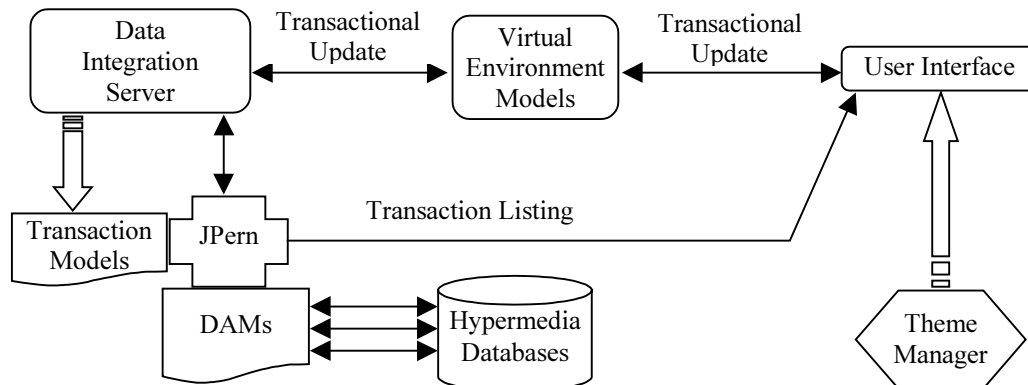 Data
Integration
Server
Transactional
Update
Virtual
Environment
Models
Transactional
Update
User Interface
Transaction
Models
JPern
Transaction Listing
DAMs
Hypermedia
Databases
Theme
Manager